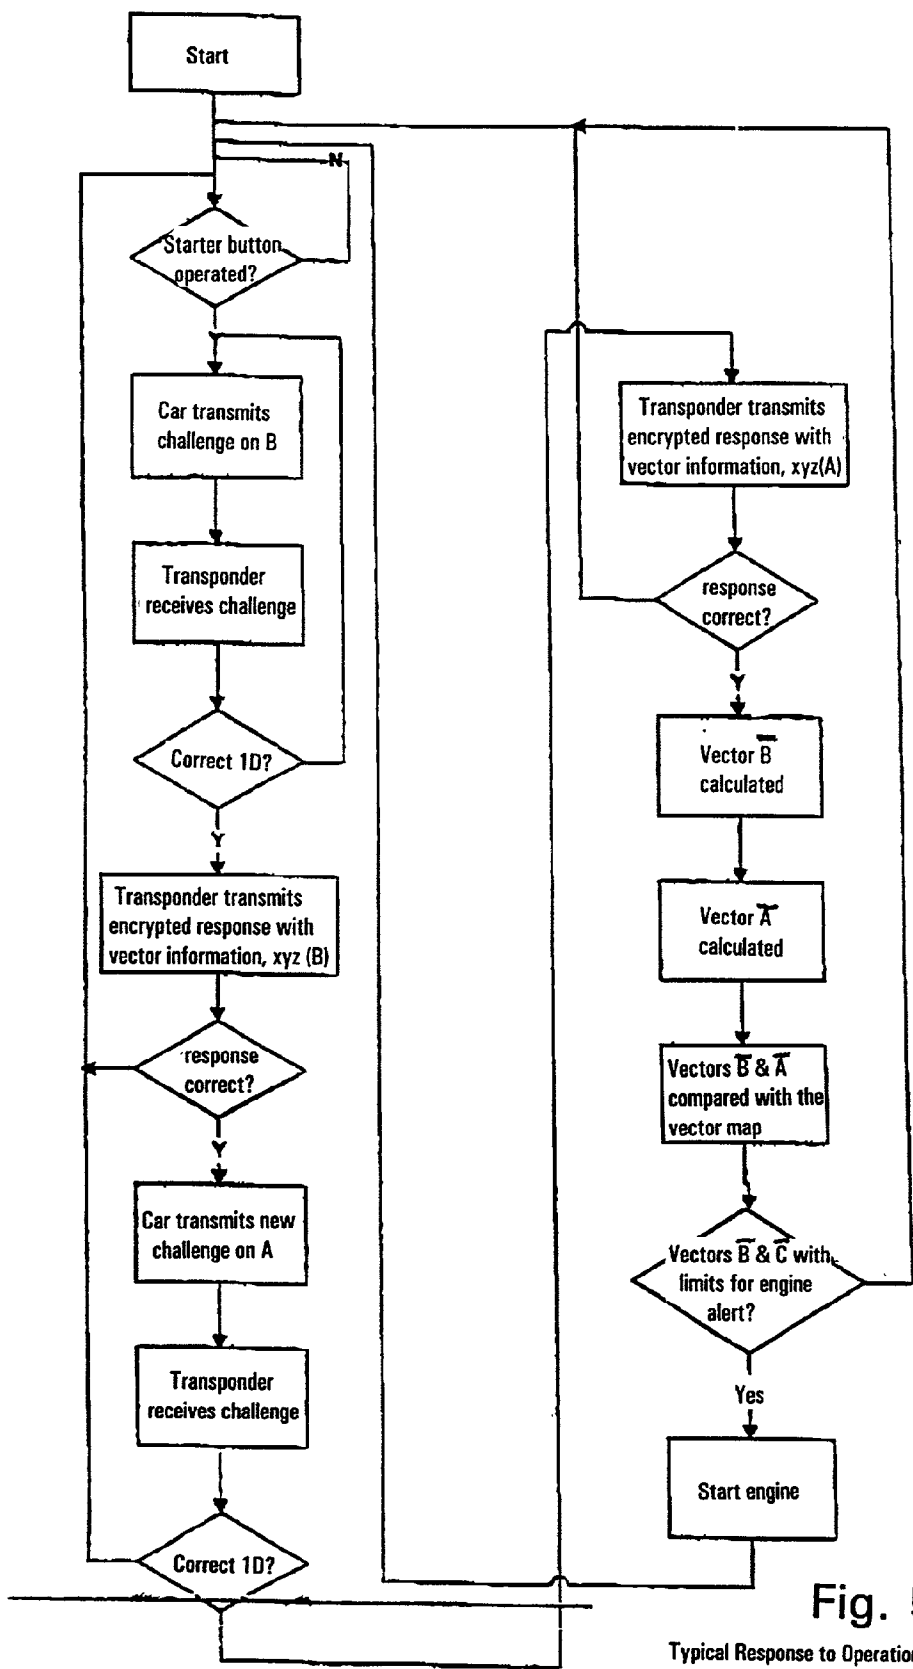 Start
N
Y
Starter button
operated?
Y
Car transmits
challenge on B
Transponder
receives challenge
Correct 1D?
Y
Transponder transmits
encrypted response with
vector information, xyz (B)
response
correct?
Y
Car transmits new
challenge on A
Transponder
receives challenge
Correct 1D?
Transponder transmits
encrypted response with
vector information, xyz(A)
response
correct?
Y
Vector B̅
calculated
Vector A̅
calculated
Vectors B̅ & A̅
compared with the
vector map
Vectors B̅ & C̅ with
limits for engine
alert?
Yes
Start engine
Fig.
Typical Response to Operation